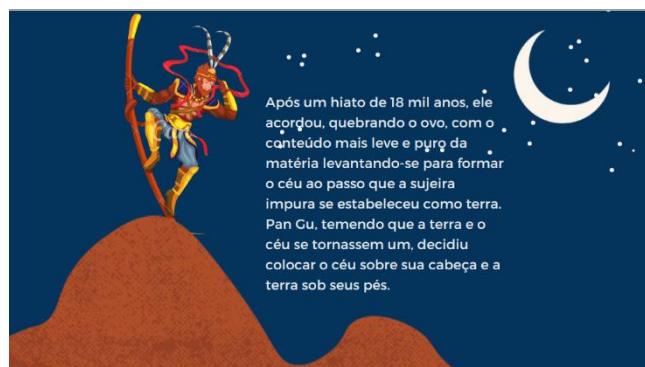 Após um hiato de 18 mil anos, ele
acordou, quebrando o ovo, com o
conteúdo mais leve e puro da
matéria levantando-se para formar
o céu ao passo que a sujeira
impura se estabeleceu como terra.
Pan Gu, temendo que a terra e o
céu se tornassem um, decidiu
colocar o céu sobre sua cabeça e a
terra sob seus pés.